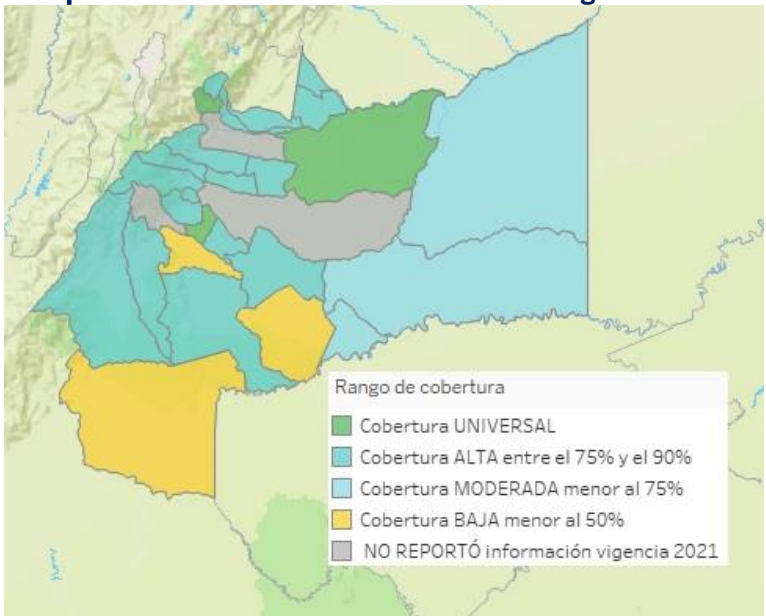 Rango de cobertura
Cobertura UNIVERSAL
Cobertura ALTA entre el 75% y el 90%
Cobertura MODERADA menor al 75%
Cobertura BAJA menor al 50%
NO REPORTÓ información vigencia 2021